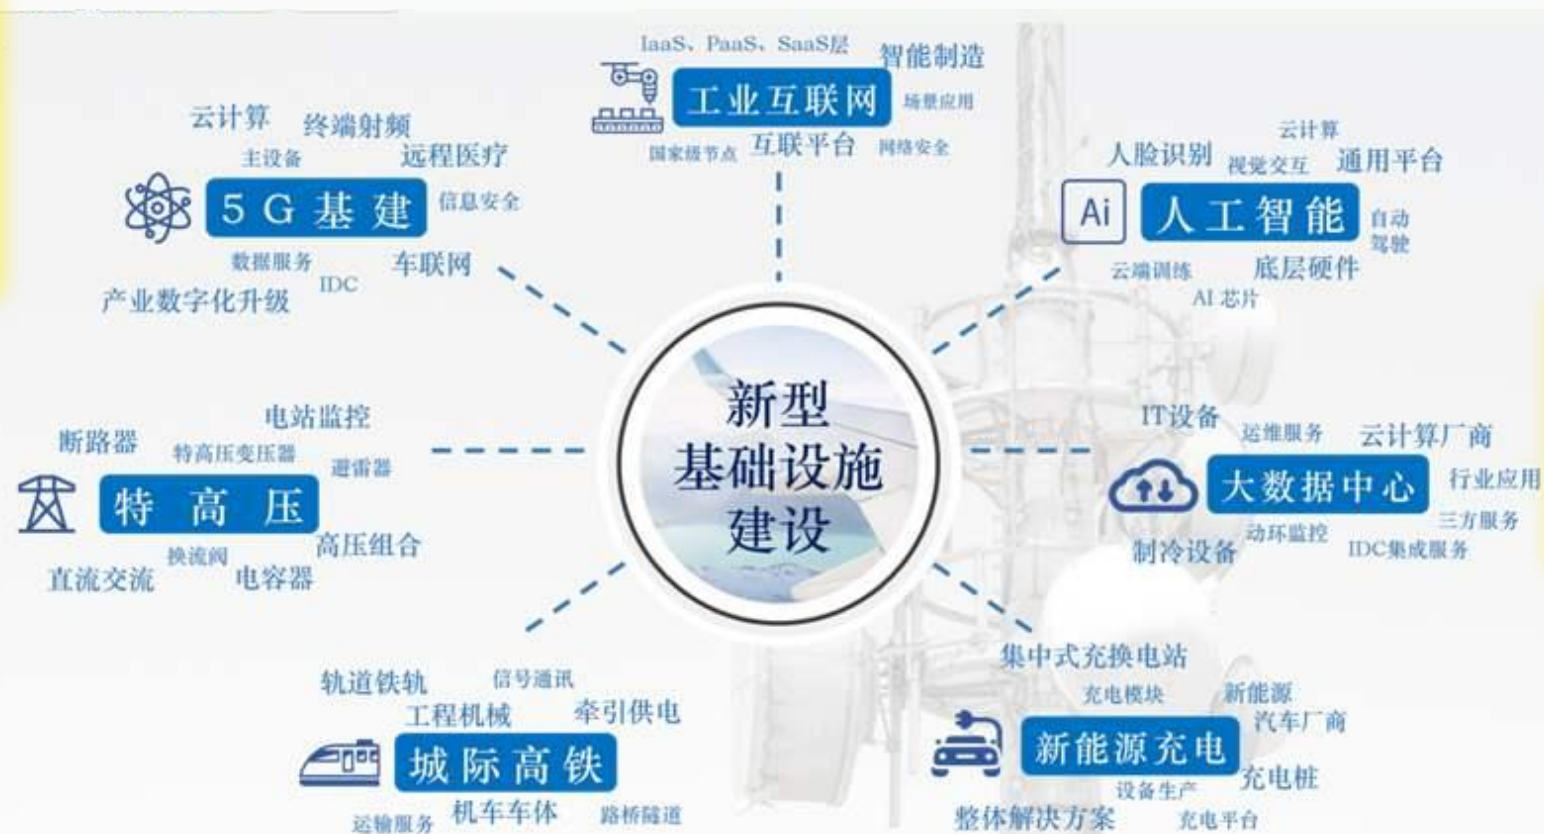 IaaS、PaaS、SaaS层
智能制造
工业互联网
场景应用
国家级节点
互联平台
网络安全
云计算
终端射频
主设备
远程医疗
5G基建
信息安全
数据服务
IDC
车联网
产业数字化升级
云计算
人脸识别
视觉交互
通用平台
Ai
人工智能
自动
驾驶
云端训练
底层硬件
AI 芯片
新型
基础设施
建设
电站监控
断路器
特高压变压器
避雷器
特高压
换流阀
高压组合
直流交流
电容器
IT设备
运维服务
云计算厂商
大数据中心
行业应用
三方服务
动环监控
制冷设备
IDC集成服务
轨道铁轨
信号通讯
工程机械
牵引供电
城际高铁
运输服务
机车车体
路桥隧道
集中式充换电站
充电模块
新能源
汽车厂商
新能源充电
充电桩
设备生产
整体解决方案
充电平台